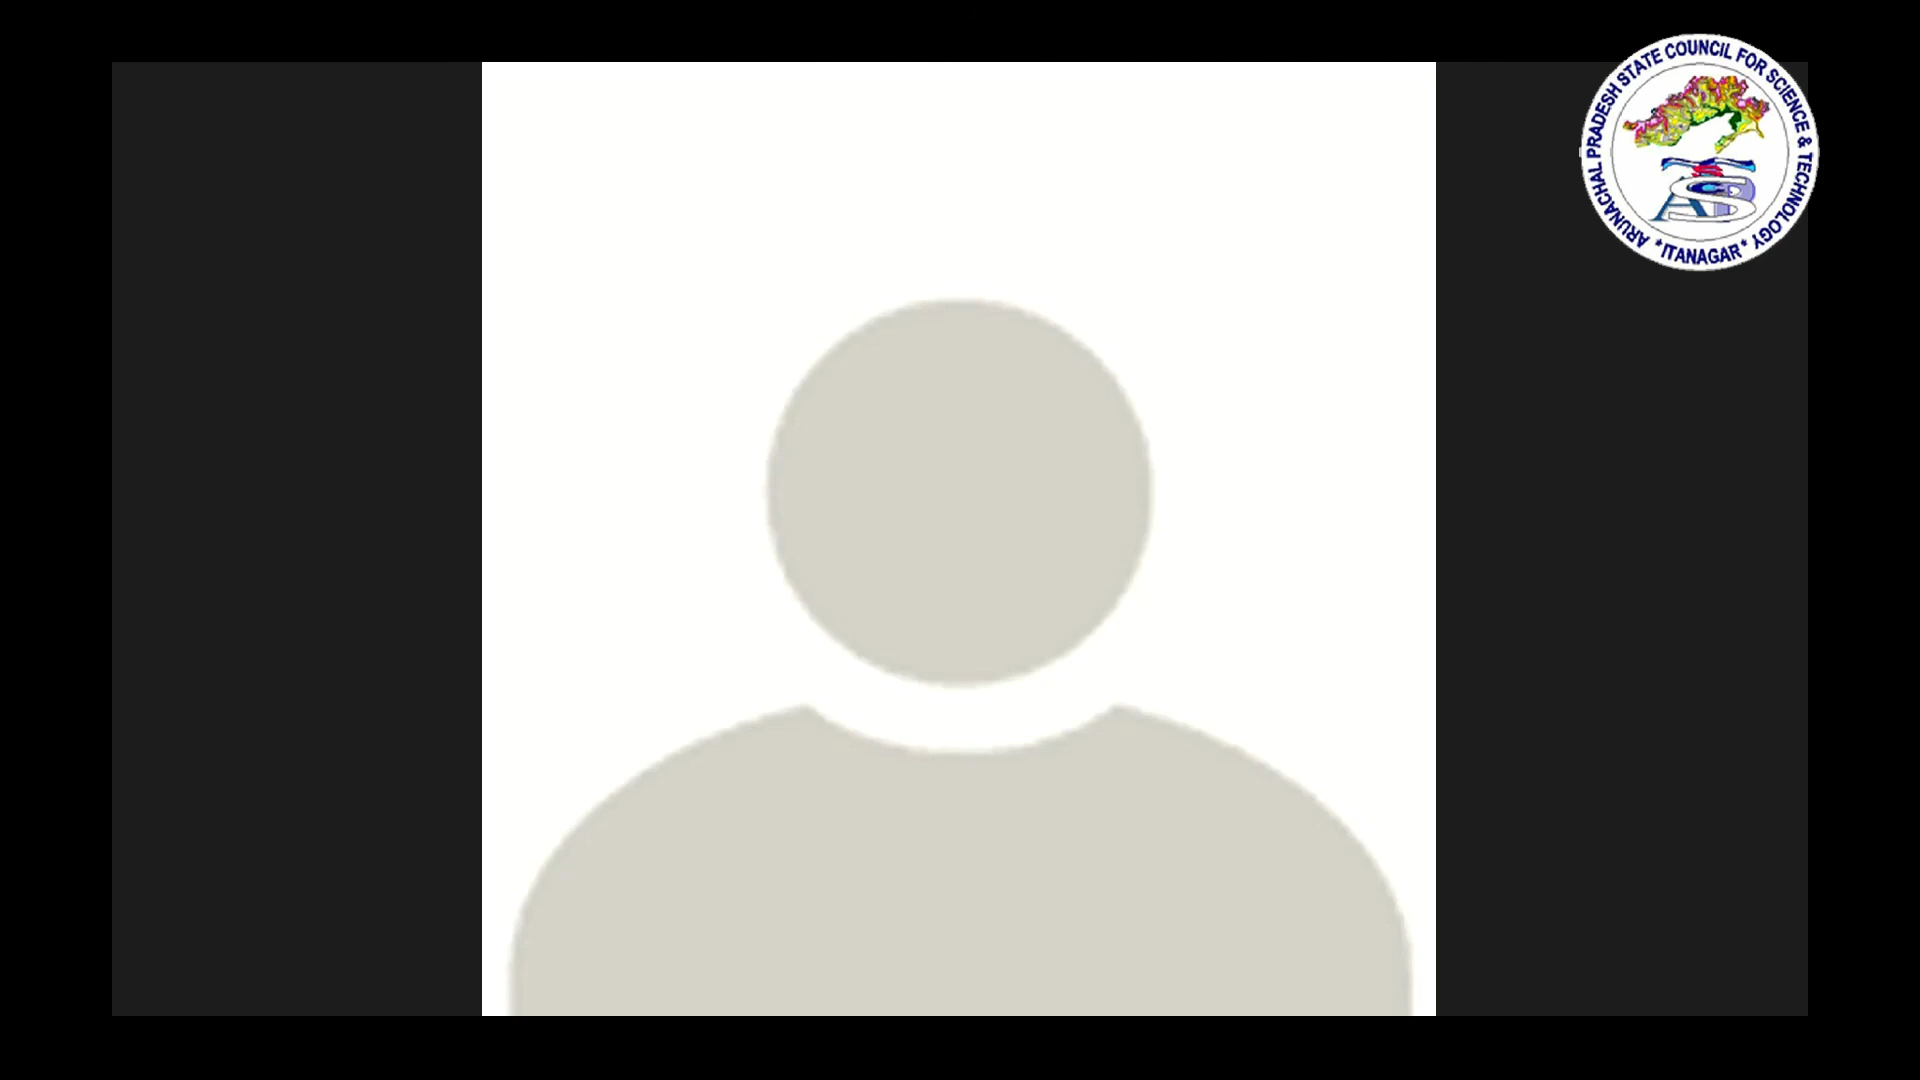 ARUNACHAL PRADESH STATE COUNCIL FOR SCIENCE & TECHNOLOGY
* ITANAGAR *